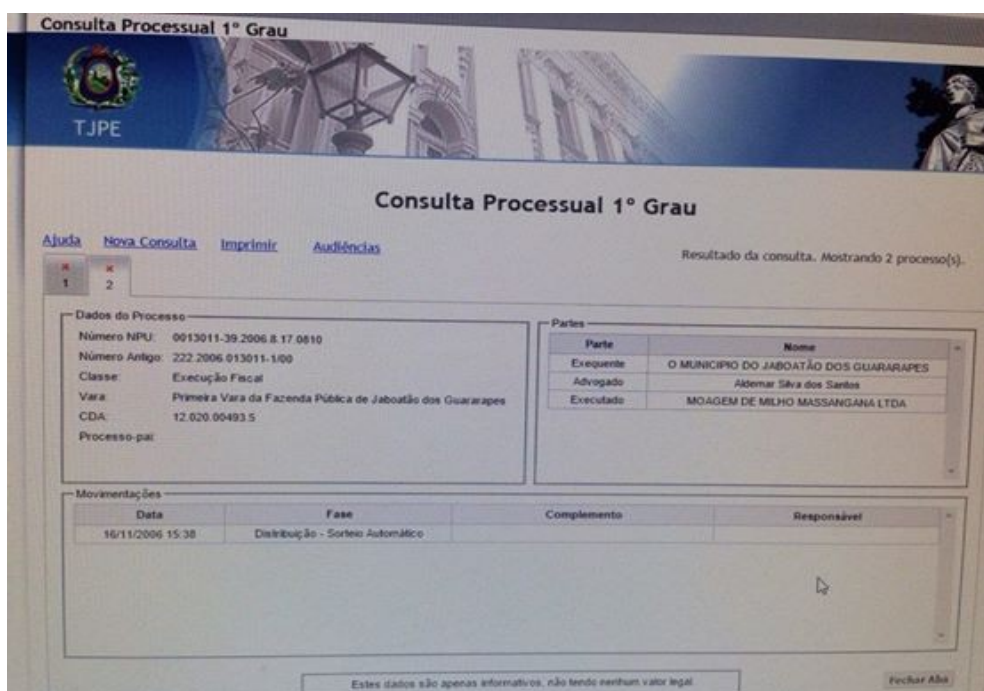 Consulta Processual 1º Grau
TJPE
Consulta Processual 1º Grau
Ajuda Nova Consulta Imprimir Audiências
Resultado da consulta. Mostrando 2 processo(s).
1 2
Dados do Processo
Número NPU: 0013011-39.2006.8.17.0810
Número Antigo: 222.2006.013011-1/00
Classe: Execução Fiscal
Vara: Primeira Vara da Fazenda Pública de Jaboatão dos Guararapes
CDA: 12.020.00493.5
Processo-pai:
Partes
Parte Nome
Exequente O MUNICIPIO DO JABOATÃO DOS GUARARAPES
Advogado Aldemar Silva dos Santos
Executado MOAGEM DE MILHO MASSANGANA LTDA
Movimentações
Data Fase Complemento Responsável
16/11/2006 15:38 Distribuição - Sorteio Automático
Estes dados são apenas informativos, não tendo nenhum valor legal.
Fechar Aba